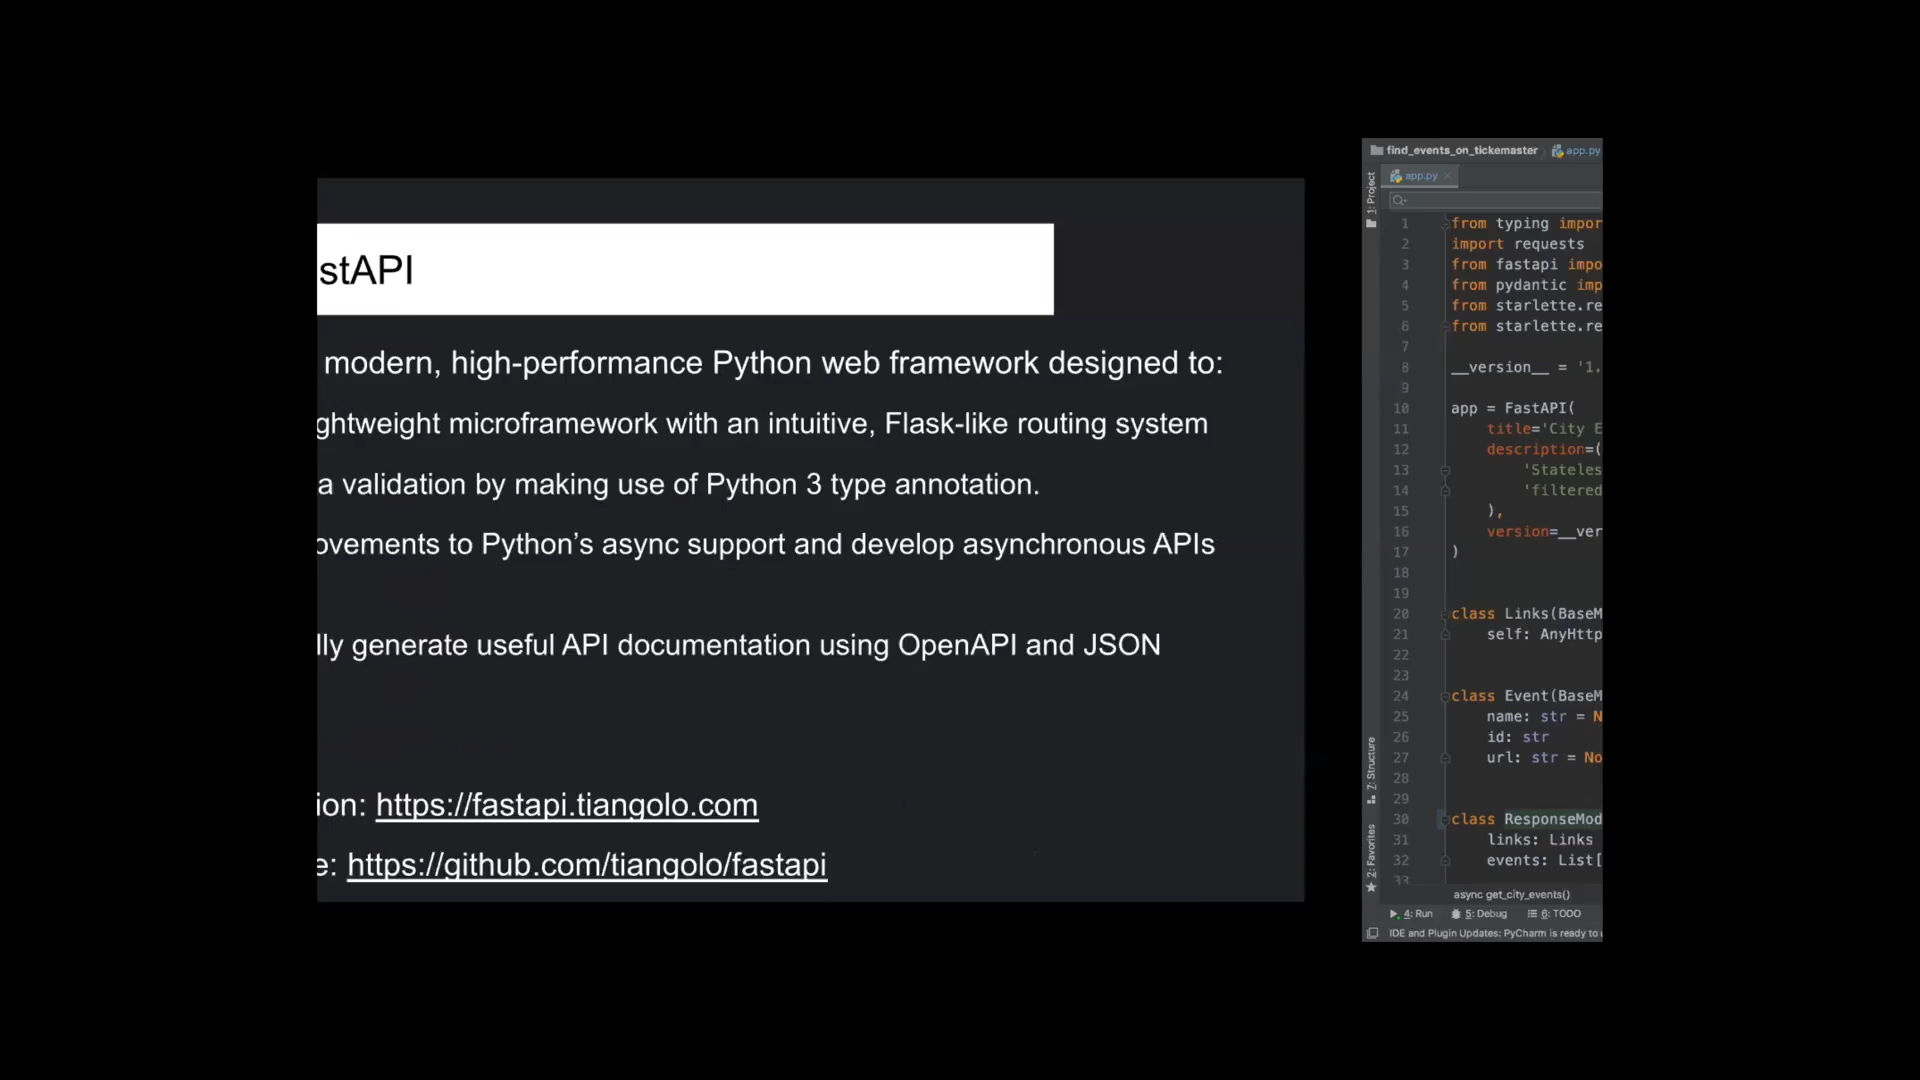 stAPI
modern, high-performance Python web framework designed to:
ghtweight microframework with an intuitive, Flask-like routing system
a validation by making use of Python 3 type annotation.
ovements to Python’s async support and develop asynchronous APIs
lly generate useful API documentation using OpenAPI and JSON
ion: https://fastapi.tiangolo.com
e: https://github.com/tiangolo/fastapi
find_events_on_tickemaster app.py
app.py
1: Project
1 from typing impor
2 import requests
3 from fastapi impo
4 from pydantic imp
5 from starlette.re
6 from starlette.re
7
8 __version__ = '1.
9
10 app = FastAPI(
11 title='City E
12 description=(
13 'Stateles
14 'filtered
15 ),
16 version=__ver
17 )
18
19
20 class Links(BaseM
21 self: AnyHttp
22
23
24 class Event(BaseM
25 name: str = N
26 id: str
27 url: str = No
28
29
30 class ResponseMod
31 links: Links
32 events: List[
33
7: Structure
2: Favorites
async get_city_events()
4: Run 5: Debug 6: TODO
IDE and Plugin Updates: PyCharm is ready to u